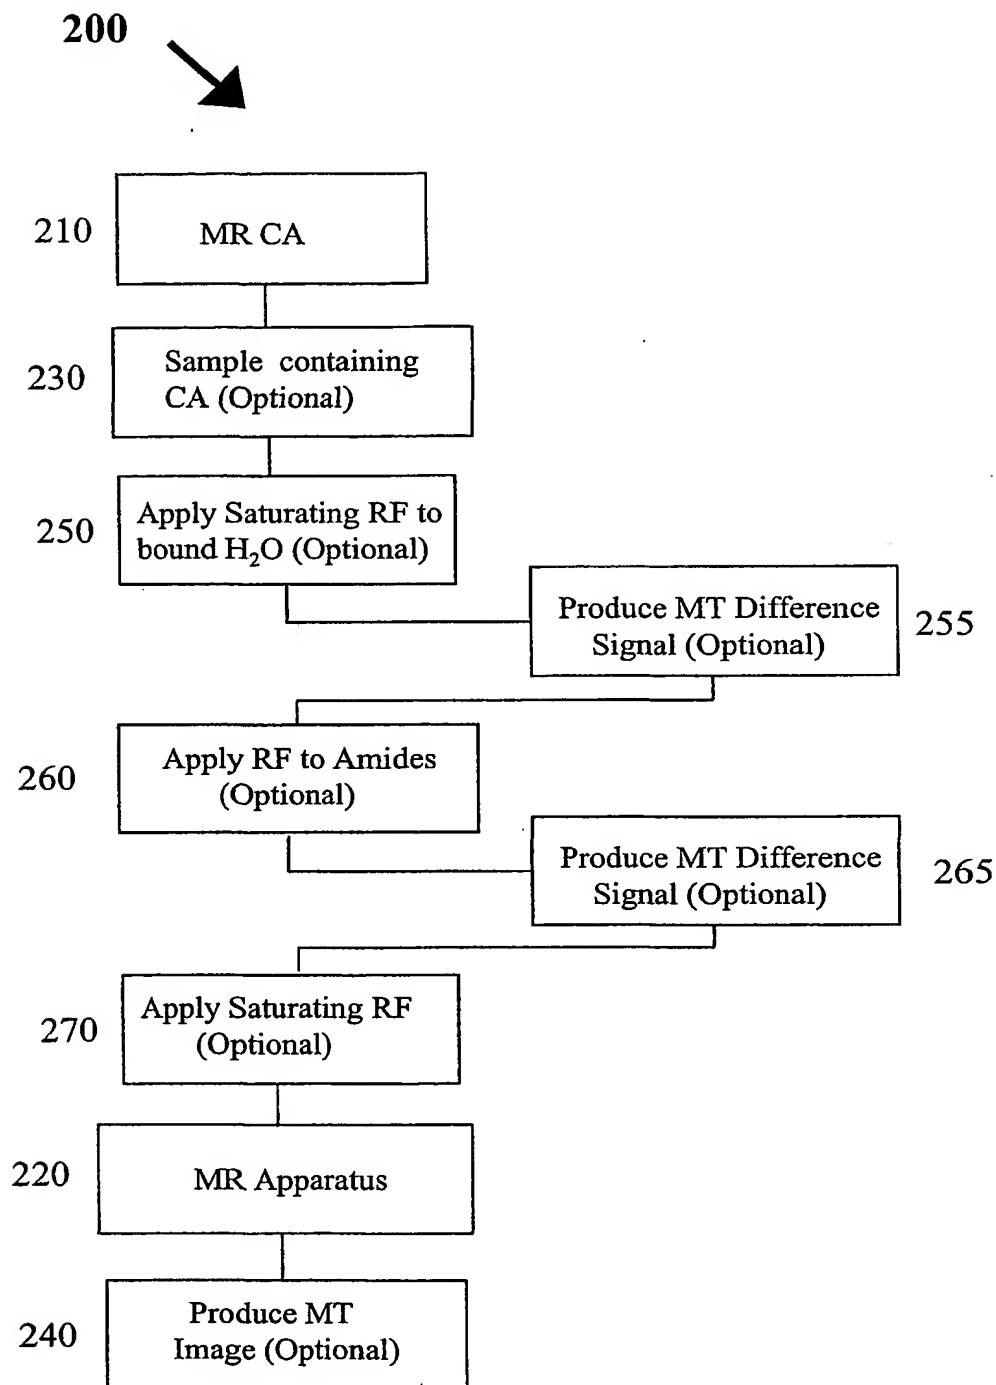 200
210
MR CA
230
Sample containing
CA (Optional)
250
Apply Saturating RF to
bound H₂O (Optional)
Produce MT Difference
Signal (Optional)
255
260
Apply RF to Amides
(Optional)
Produce MT Difference
Signal (Optional)
265
270
Apply Saturating RF
(Optional)
220
MR Apparatus
240
Produce MT
Image (Optional)